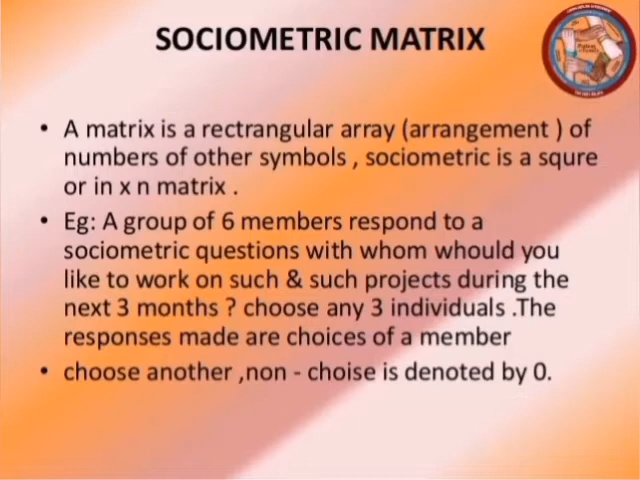 SOCIOMETRIC MATRIX
• A matrix is a rectrangular array (arrangement ) of
numbers of other symbols , sociometric is a squre
or in x n matrix .
• Eg: A group of 6 members respond to a
sociometric questions with whom whould you
like to work on such & such projects during the
next 3 months ? choose any 3 individuals .The
responses made are choices of a member
• choose another ,non - choise is denoted by 0.